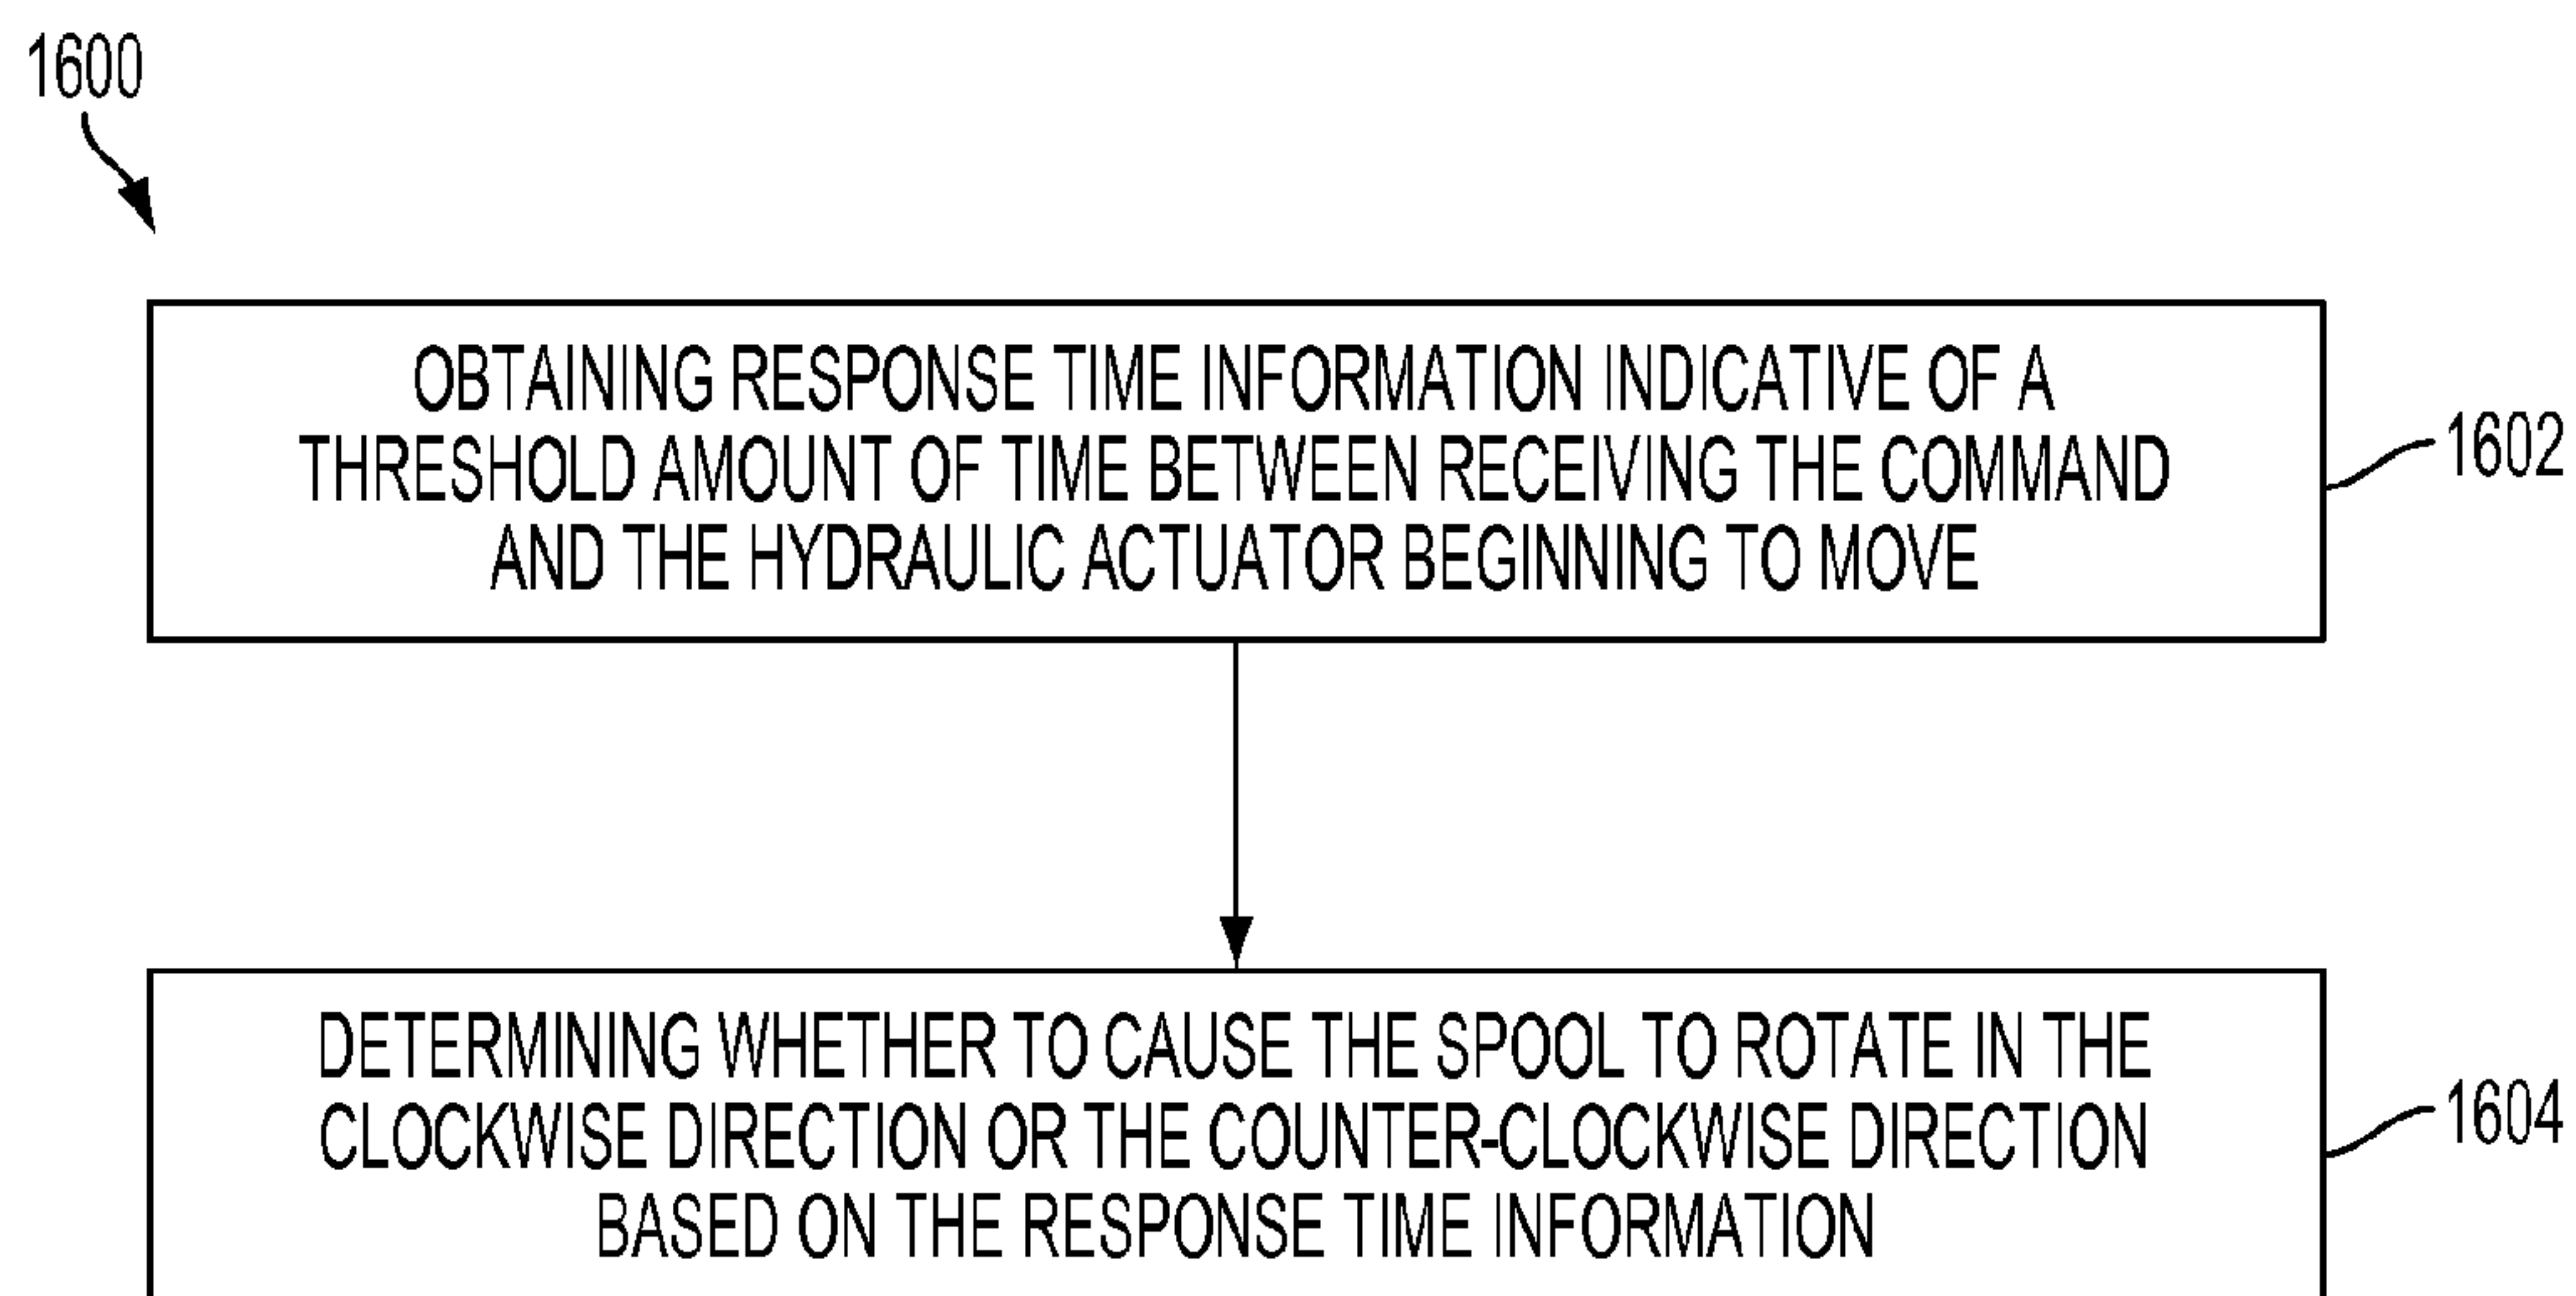 1600
OBTAINING RESPONSE TIME INFORMATION INDICATIVE OF A
THRESHOLD AMOUNT OF TIME BETWEEN RECEIVING THE COMMAND
AND THE HYDRAULIC ACTUATOR BEGINNING TO MOVE
1602
DETERMINING WHETHER TO CAUSE THE SPOOL TO ROTATE IN THE
CLOCKWISE DIRECTION OR THE COUNTER-CLOCKWISE DIRECTION
BASED ON THE RESPONSE TIME INFORMATION
1604